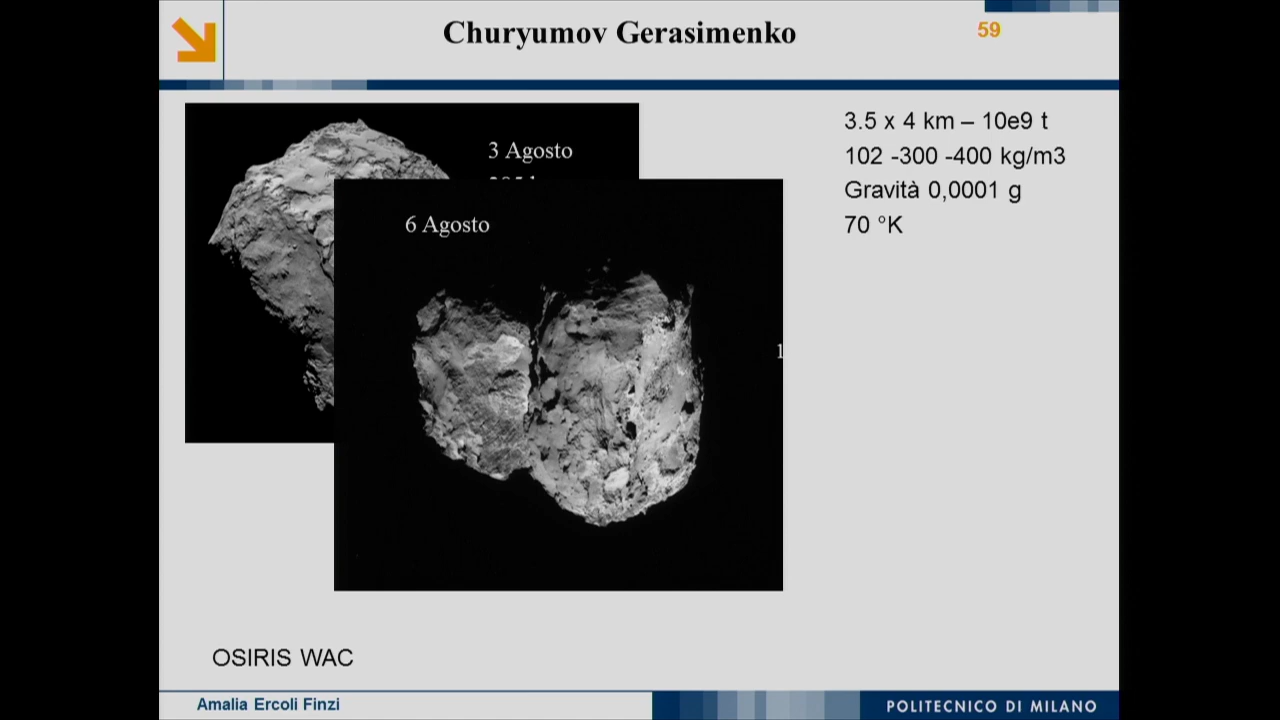 Churyumov Gerasimenko
59
3 Agosto
6 Agosto
1
3.5 x 4 km – 10e9 t
102 -300 -400 kg/m3
Gravità 0,0001 g
70 °K
OSIRIS WAC
Amalia Ercoli Finzi
POLITECNICO DI MILANO